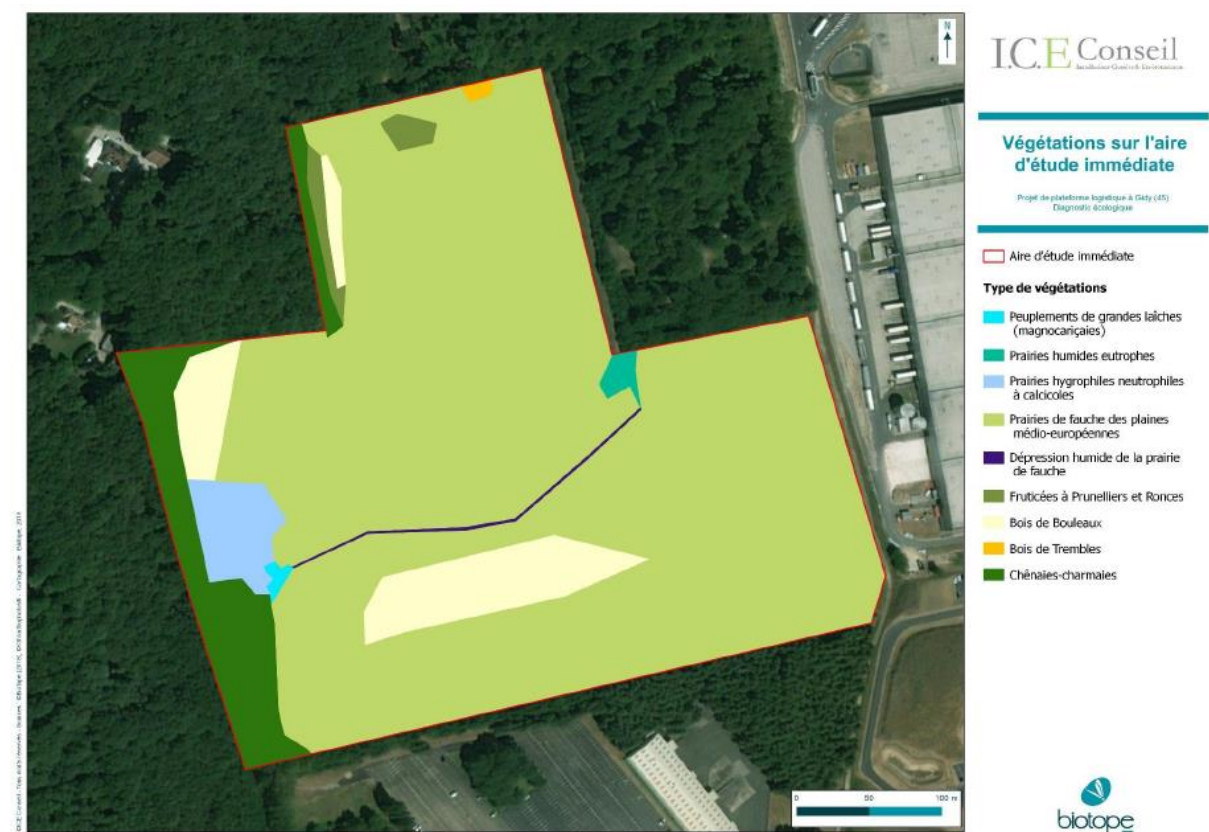 N
I.C.E Conseil
Végétations sur l'aire
d'étude immédiate
Projet de plateforme logistique à Gidy (45)
Diagnostic écologique
Aire d'étude immédiate
Type de végétations
Peuplements de grandes laîches
(magnocariçaies)
Prairies humides eutrophes
Prairies hygrophiles neutrophiles
à calcicoles
Prairies de fauche des plaines
médio-européennes
Dépression humide de la prairie
de fauche
Fruticées à Prunelliers et Ronces
Bois de Bouleaux
Bois de Trembles
Chênaies-charmaies
0 50 100 m
biotope